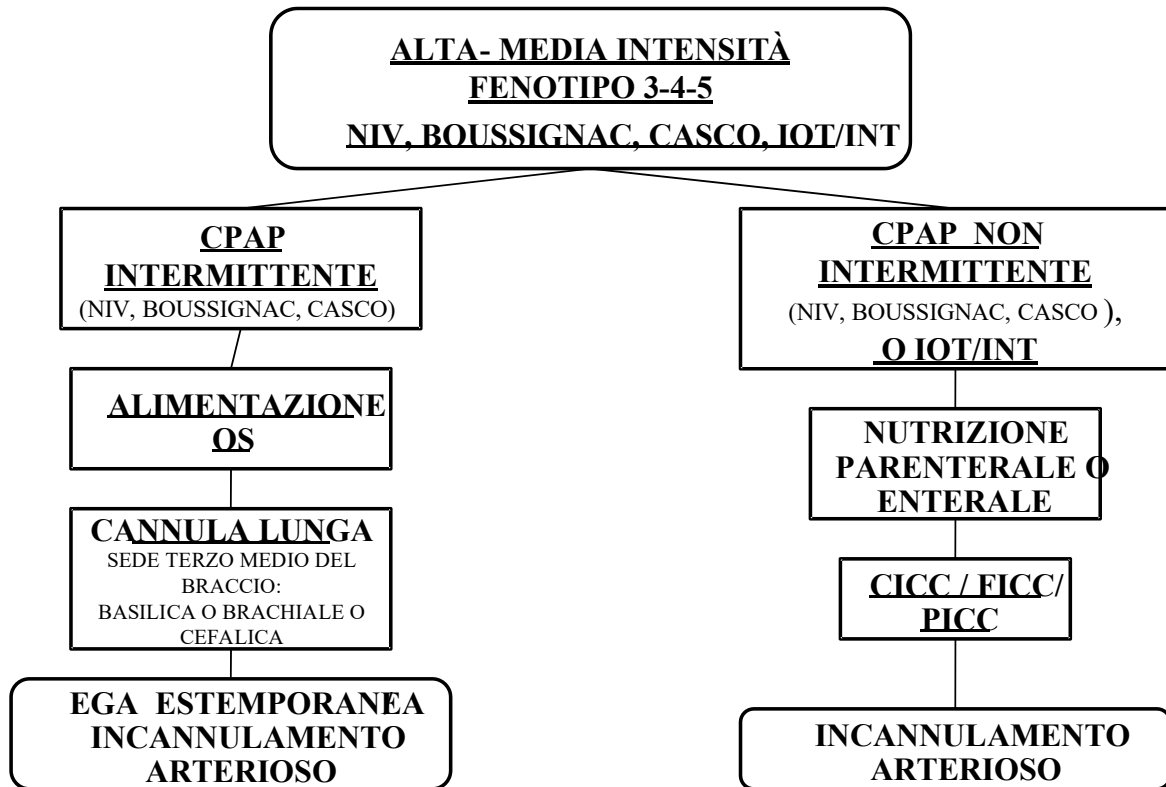 ALTA- MEDIA INTENSITÀ
FENOTIPO 3-4-5
NIV, BOUSSIGNAC, CASCO, IOT/INT
CPAP
INTERMITTENTE
(NIV, BOUSSIGNAC, CASCO)
ALIMENTAZIONE
OS
CANNULA LUNGA
SEDE TERZO MEDIO DEL
BRACCIO:
BASILICA O BRACHIALE O
CEFALICA
EGA ESTEMPORANEA
INCANNULAMENTO
ARTERIOSO
CPAP NON
INTERMITTENTE
(NIV, BOUSSIGNAC, CASCO ),
O IOT/INT
NUTRIZIONE
PARENTERALE O
ENTERALE
CICC / FICC/
PICC
INCANNULAMENTO
ARTERIOSO